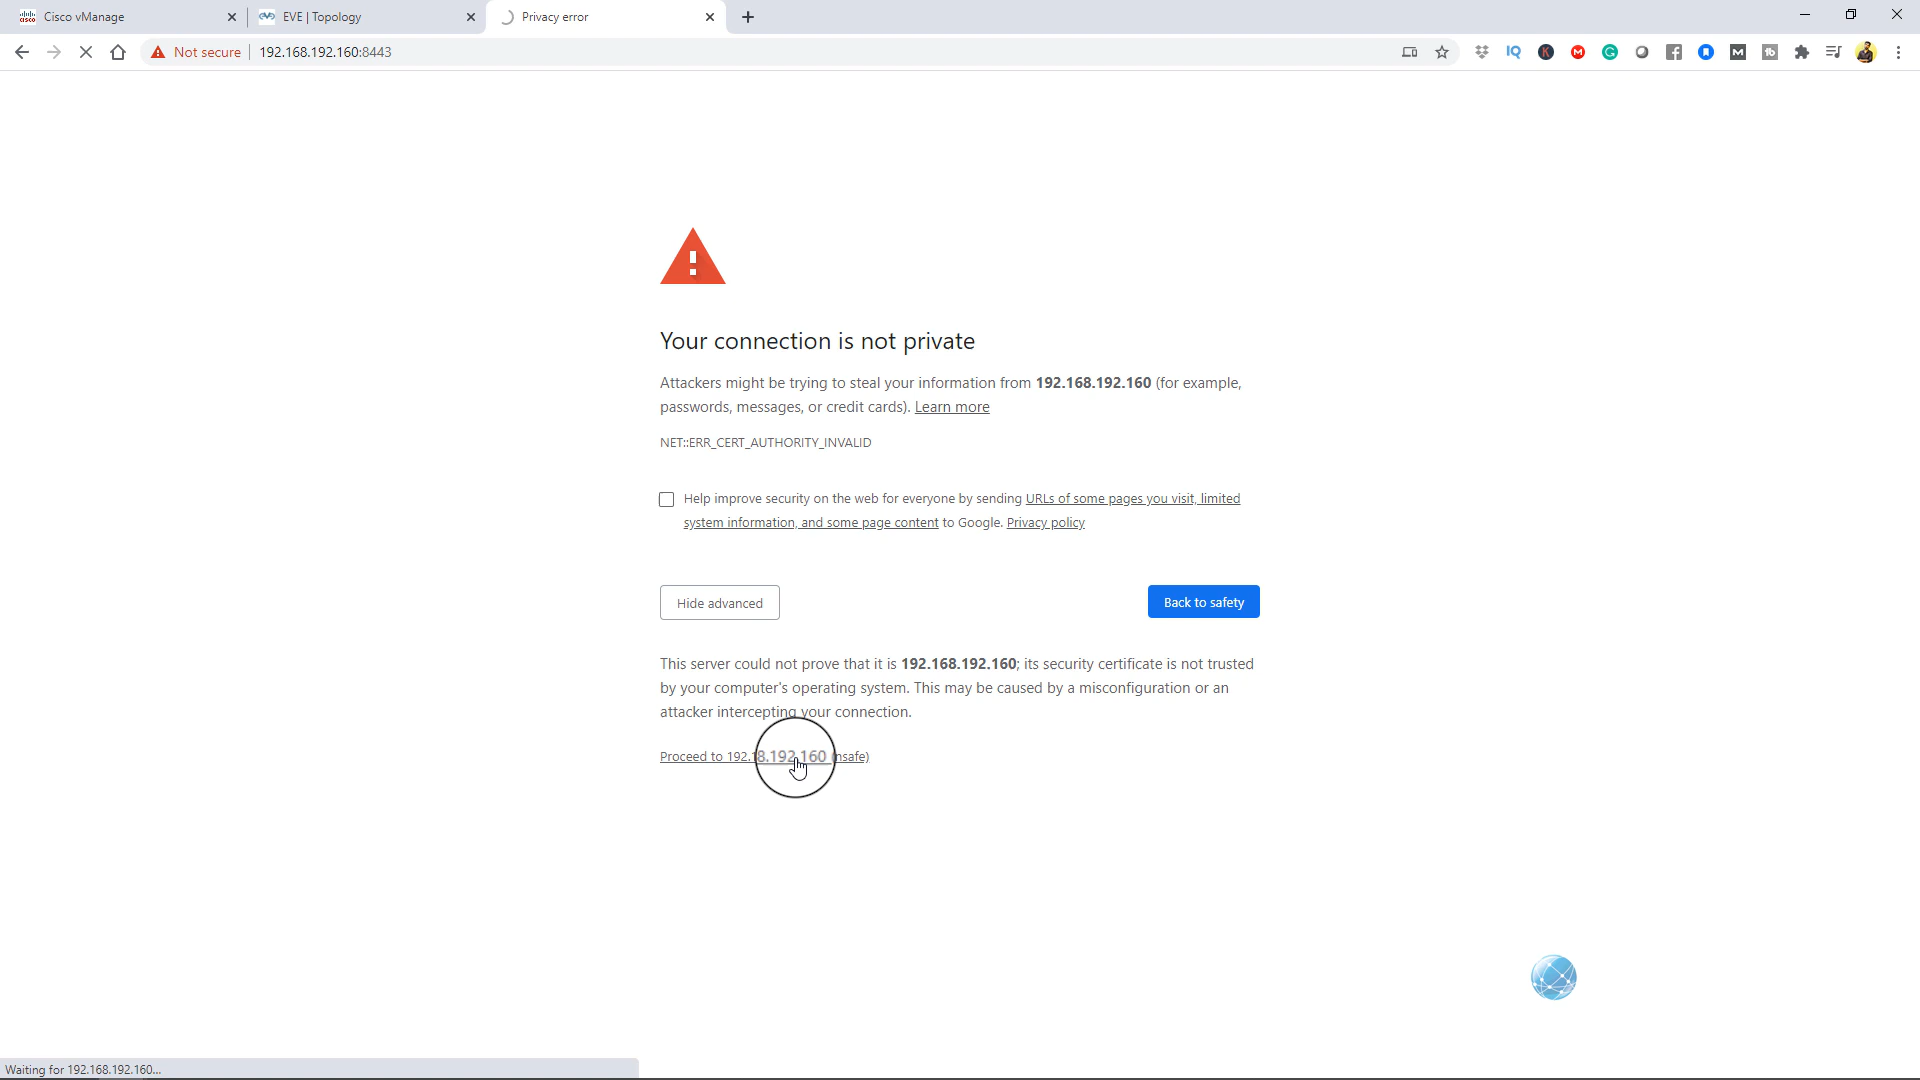 Cisco vManage
EVE | Topology
Privacy error
Not secure
192.168.192.160:8443
Your connection is not private
Attackers might be trying to steal your information from 192.168.192.160 (for example,
passwords, messages, or credit cards). Learn more
NET::ERR_CERT_AUTHORITY_INVALID
Help improve security on the web for everyone by sending URLs of some pages you visit, limited
system information, and some page content to Google. Privacy policy
Hide advanced
Back to safety
This server could not prove that it is 192.168.192.160; its security certificate is not trusted
by your computer's operating system. This may be caused by a misconfiguration or an
attacker intercepting your connection.
Proceed to 192.18.192.160 (nsafe)
Waiting for 192.168.192.160...